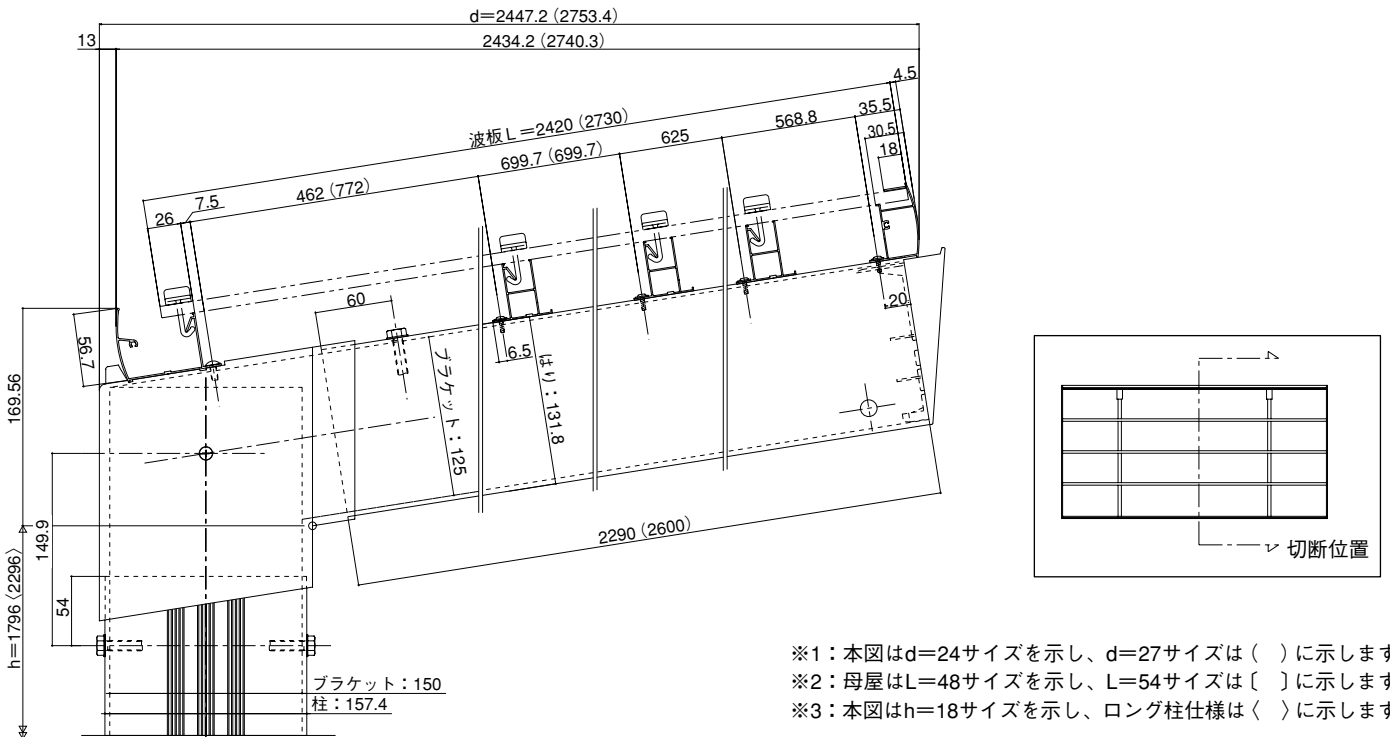 d＝2447.2（2753.4）
13
2434.2（2740.3）
4.5
波板L＝2420（2730）
35.5
568.8
30.5
625
18
699.7（699.7）
462（772）
7.5
26
60
20
56.7
6.5
169.56
ブラケット：125
はり：131.8
149.9
2290（2600）
切断位置
54
h＝1796〈2296〉
ブラケット：150
柱：157.4
※1：本図はd＝24サイズを示し、d＝27サイズは（　）に示します
※2：母屋はL＝48サイズを示し、L＝54サイズは〔　〕に示します
※3：本図はh＝18サイズを示し、ロング柱仕様は〈　〉に示します